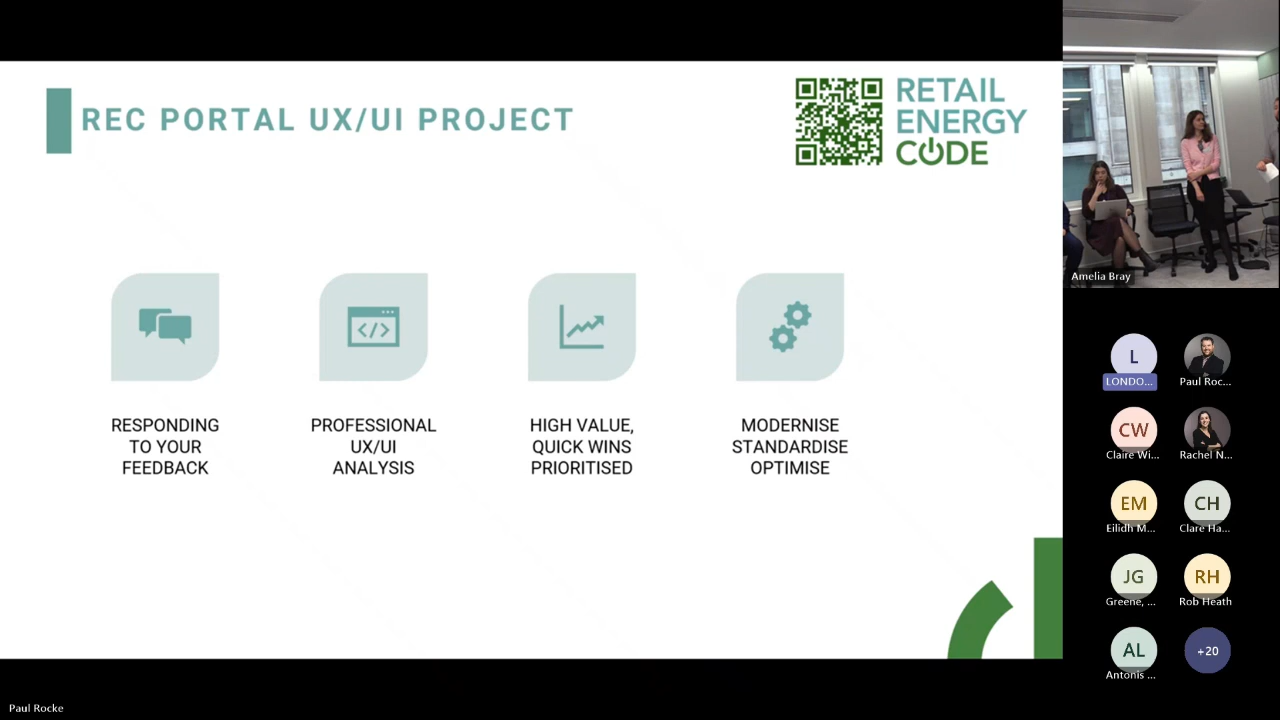 REC PORTAL UX/UI PROJECT
RETAIL
ENERGY
CODE
</>
RESPONDING
TO YOUR
FEEDBACK
PROFESSIONAL
UX/UI
ANALYSIS
HIGH VALUE,
QUICK WINS
PRIORITISED
MODERNISE
STANDARDISE
OPTIMISE
Amelia Bray
L
LONDO...
Paul Roc...
CW
Claire Wi...
Rachel N...
EM
Eilidh M...
CH
Clare Ha...
JG
Greene, ...
RH
Rob Heath
AL
Antonis ...
+20
Paul Rocke